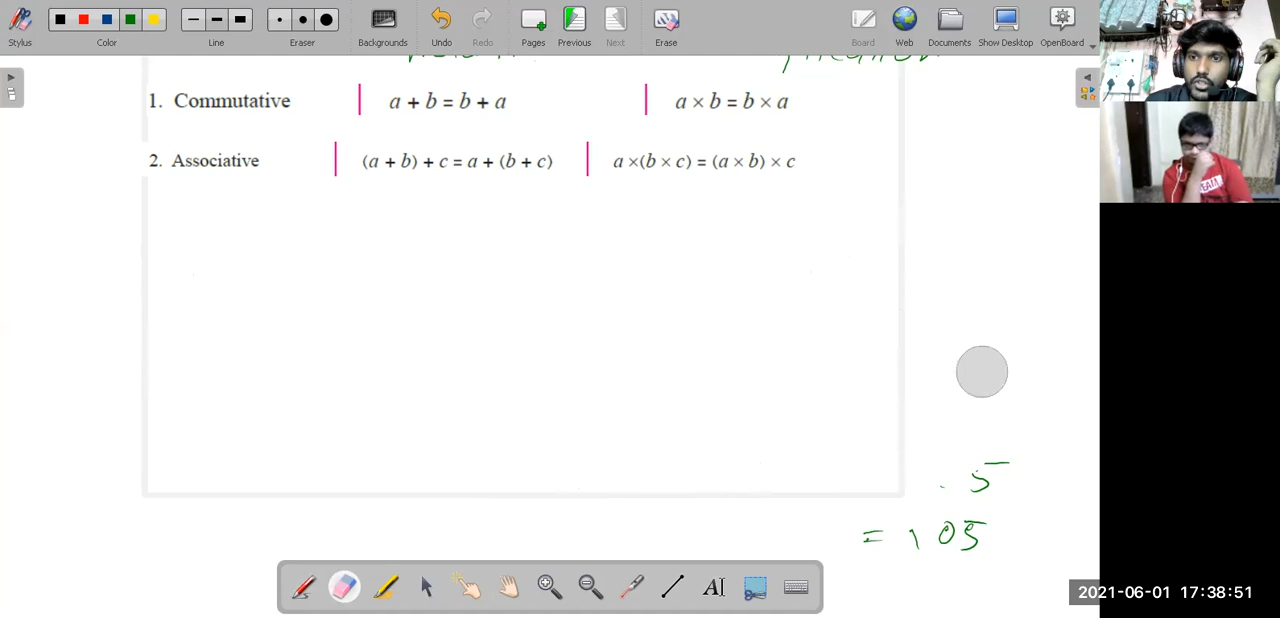 Stylus Color Line Eraser Backgrounds Undo Redo Pages Previous Next Erase Board Web Documents Show Desktop OpenBoard
1. Commutative a + b = b + a a × b = b × a
2. Associative (a + b) + c = a + (b + c) a ×(b × c) = (a × b) × c
5
= 105
2021-06-01 17:38:51